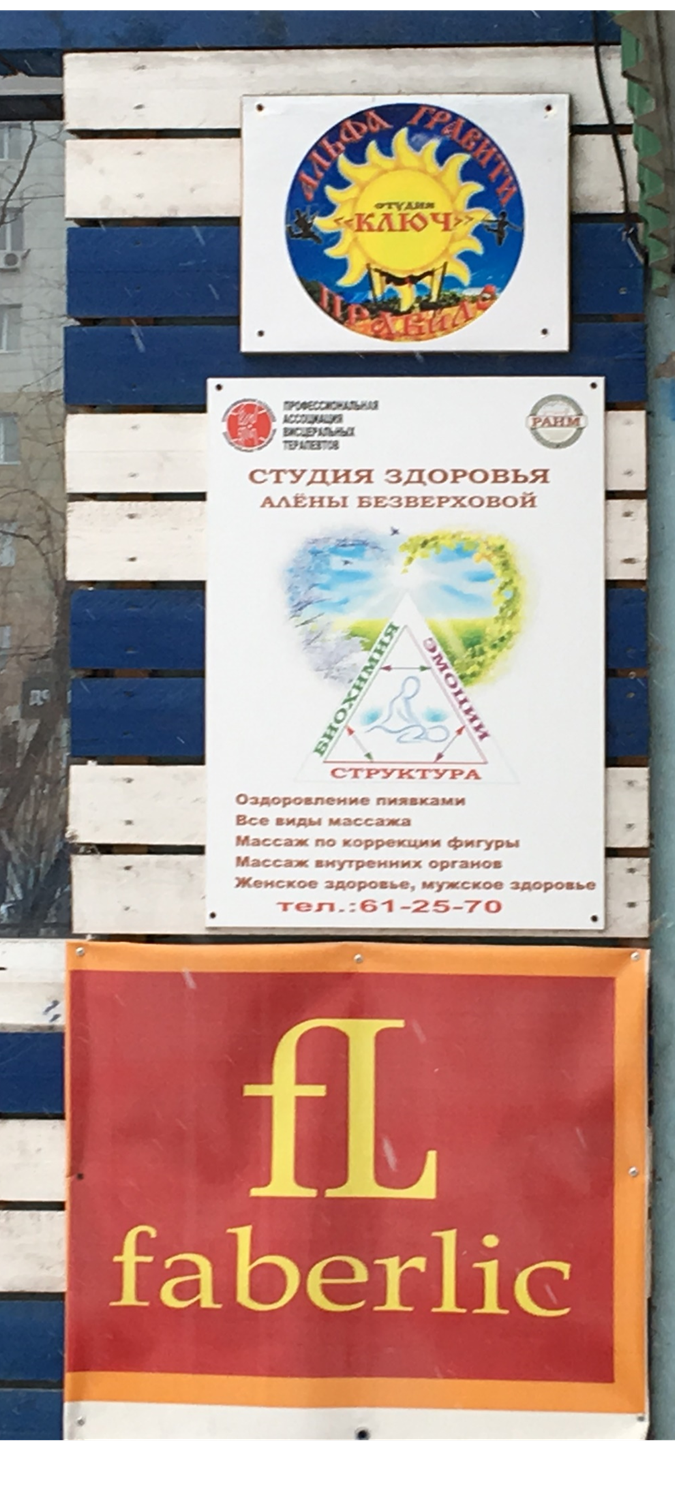 АЛЬФА ГРАВИТИ
СТУДИЯ
«КЛЮЧ»
ПРАВИЛО
ПРОФЕССИОНАЛЬНАЯ
АССОЦИАЦИЯ
ВИСЦЕРАЛЬНЫХ
ТЕРАПЕВТОВ
РАНМ
СТУДИЯ ЗДОРОВЬЯ
АЛЁНЫ БЕЗВЕРХОВОЙ
БИОХИМИЯ
ЭМОЦИИ
СТРУКТУРА
Оздоровление пиявками
Все виды массажа
Массаж по коррекции фигуры
Массаж внутренних органов
Женское здоровье, мужское здоровье
тел.:61-25-70
fL
faberlic